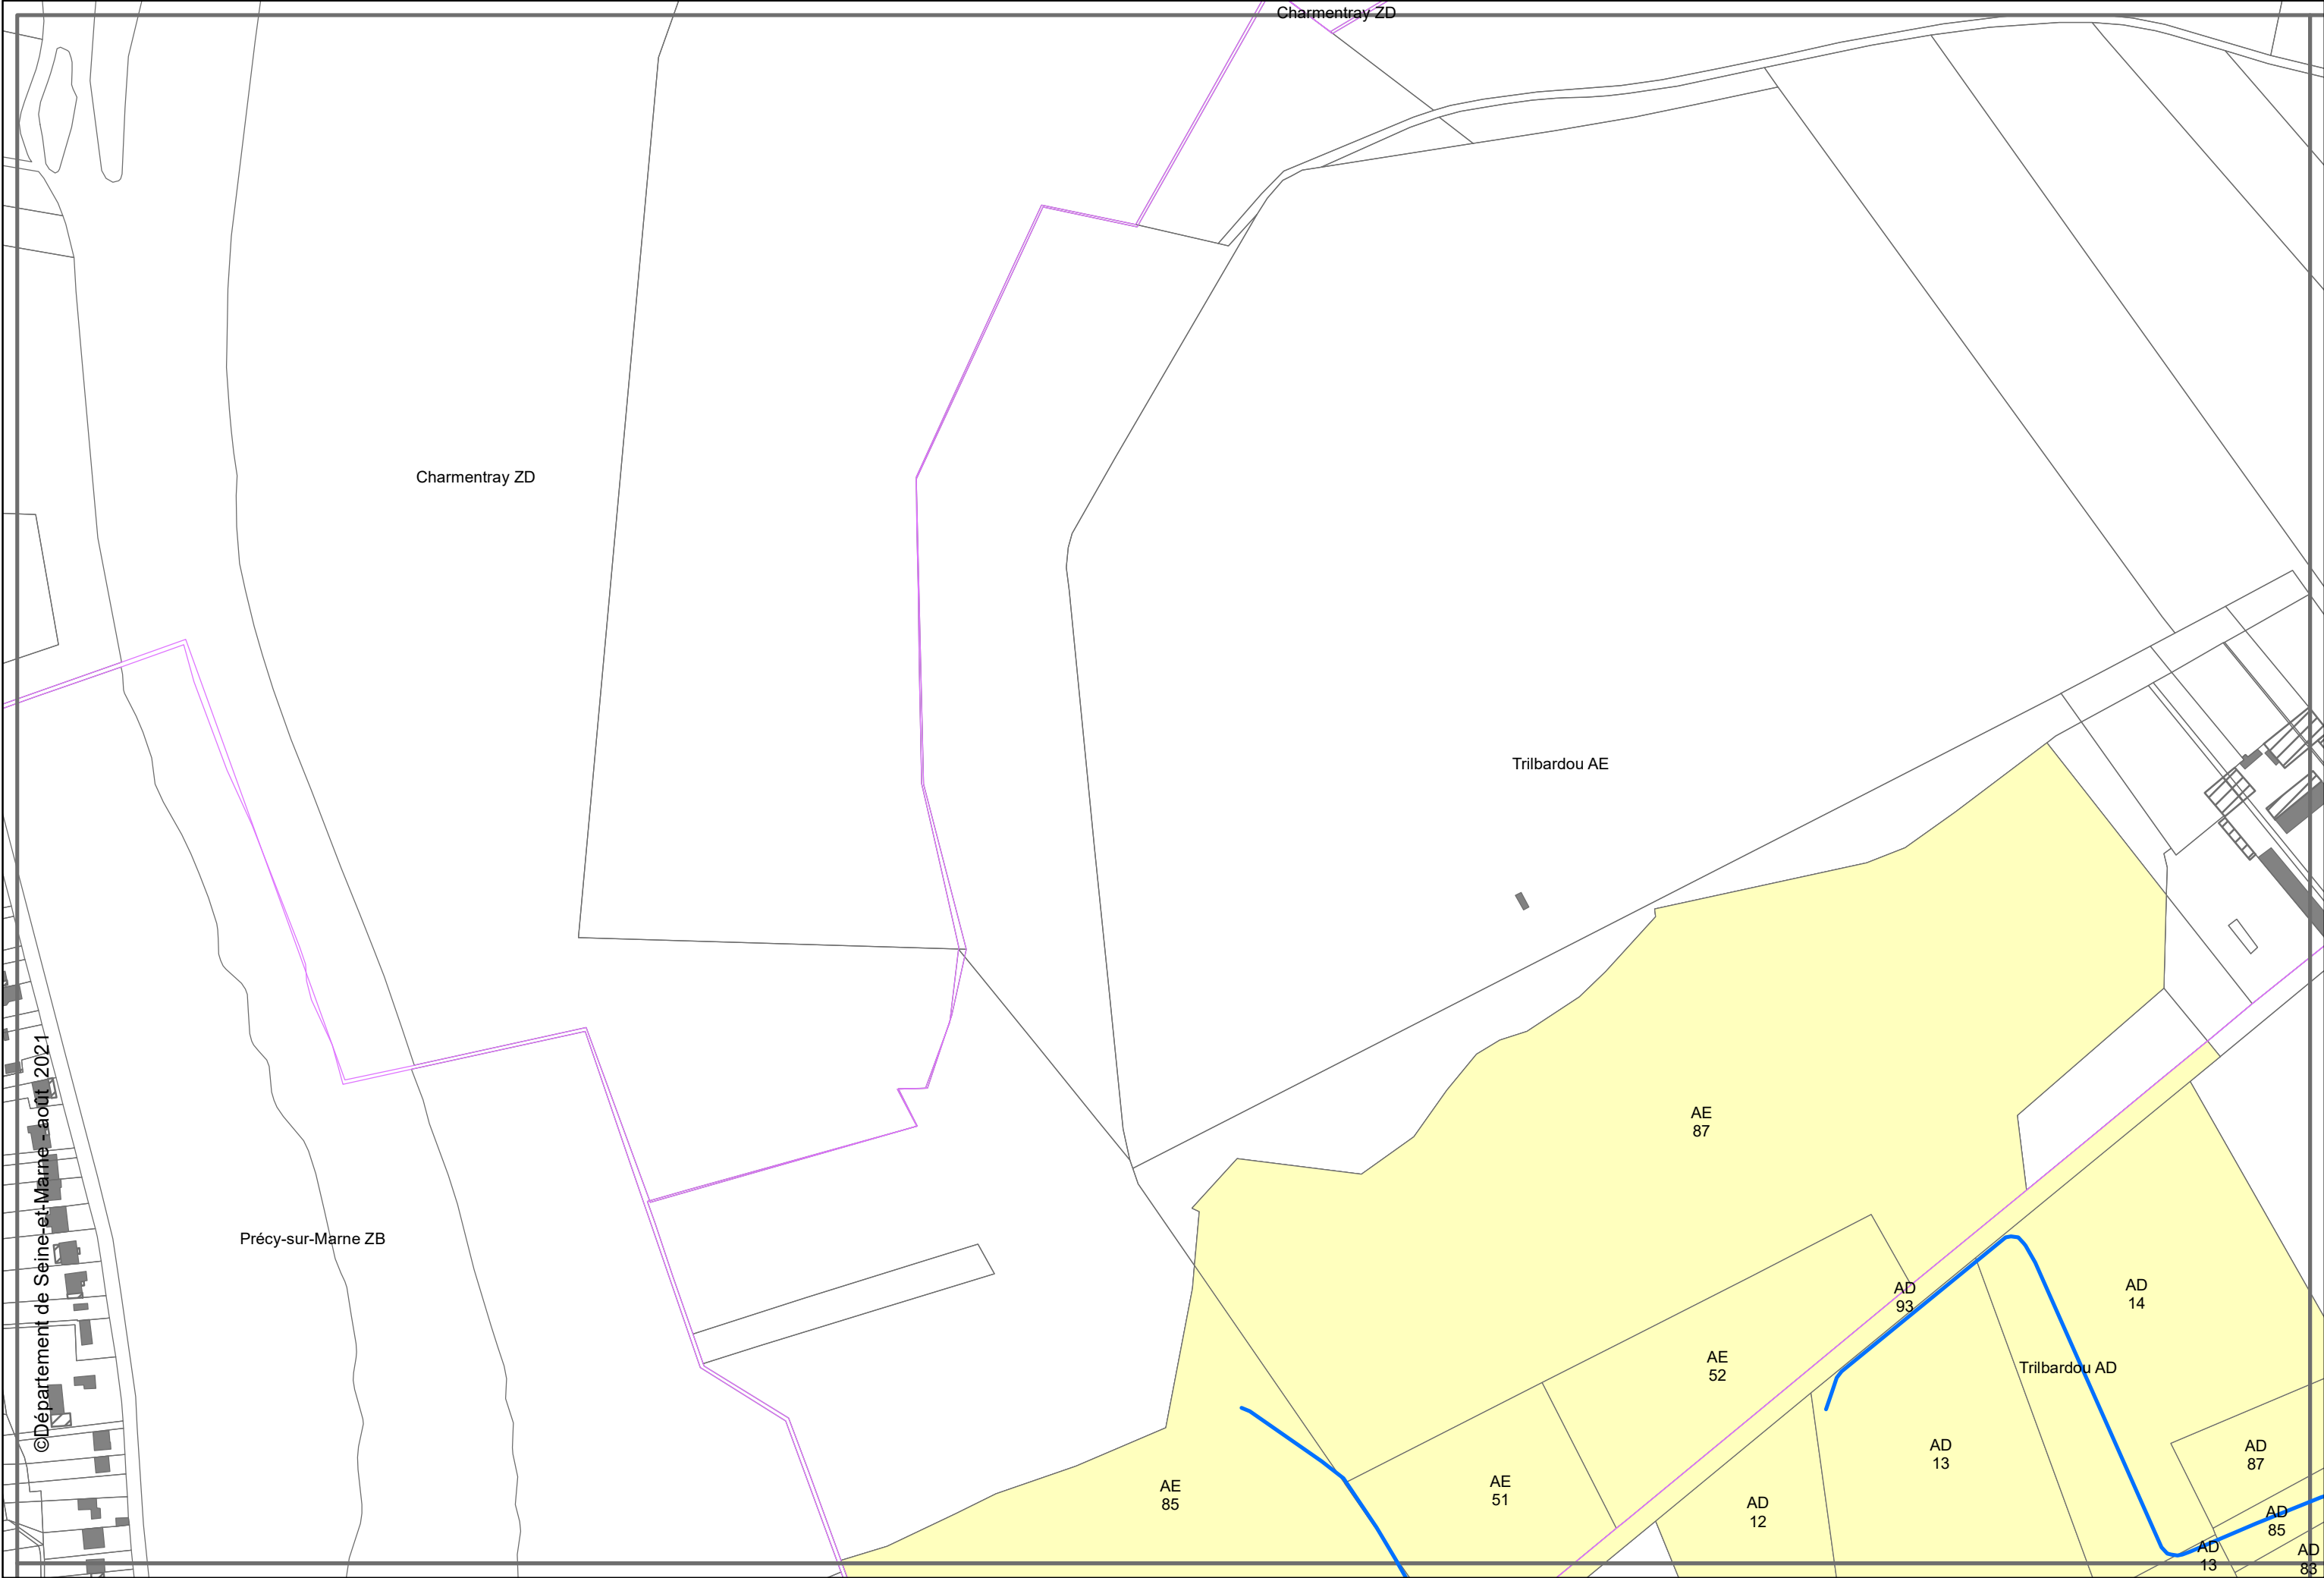 Charmentray ZD
Charmentray ZD
Trilbardou AE
©Département de Seine-et-Marne - août 2021
Précy-sur-Marne ZB
AE
87
AD
93
AD
14
AE
52
Trilbardou AD
AE
85
AE
51
AD
12
AD
13
AD
87
AD
85
AD
13
AD
83